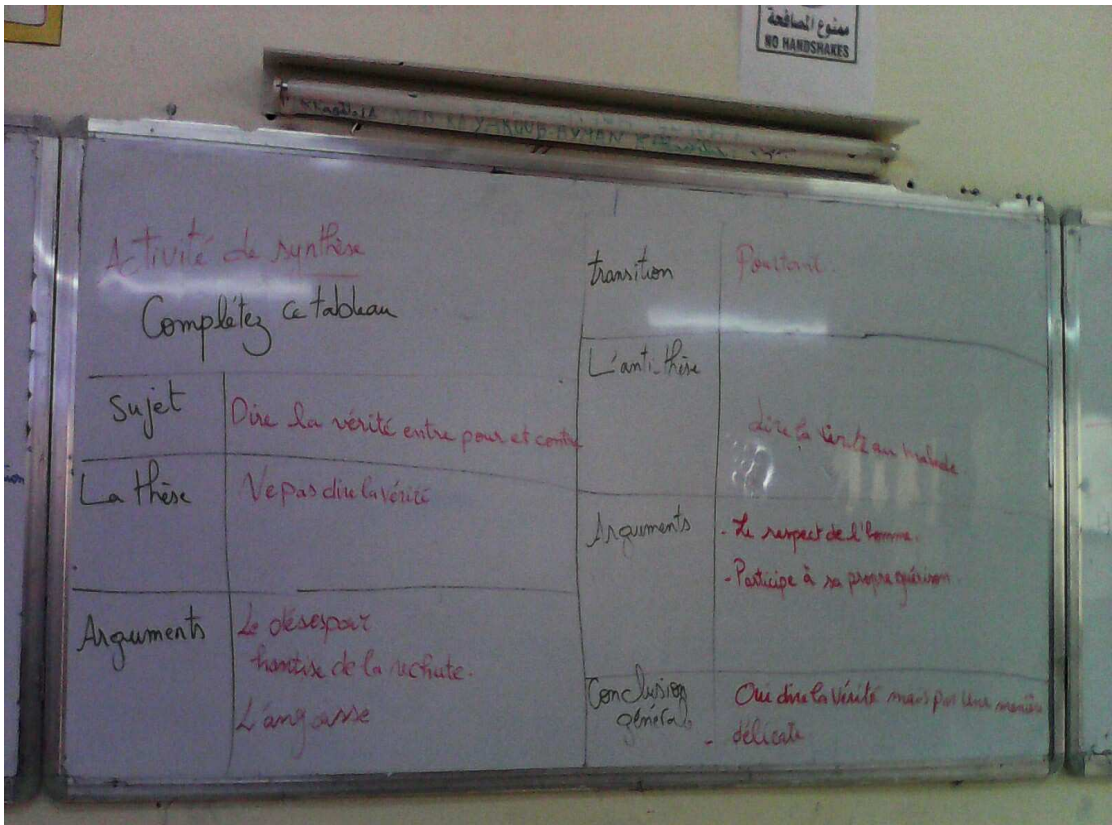 ممنوع المصافحة
NO HANDSHAKES
YAKOUB AYMAN
Activité de synthèse
Complétez ce tableau
Sujet
Dire la vérité entre pour et contre
La thèse
Ne pas dire la vérité
Arguments
Le désespoir
hantise de la rechute.
L'angoisse
transition
Pourtant
L'anti-thèse
dire la vérité au malade.
Arguments
- Le respect de l'homme.
- Participe à sa propre guérison.
Conclusion
général
Oui dire la vérité mais par une manière
délicate